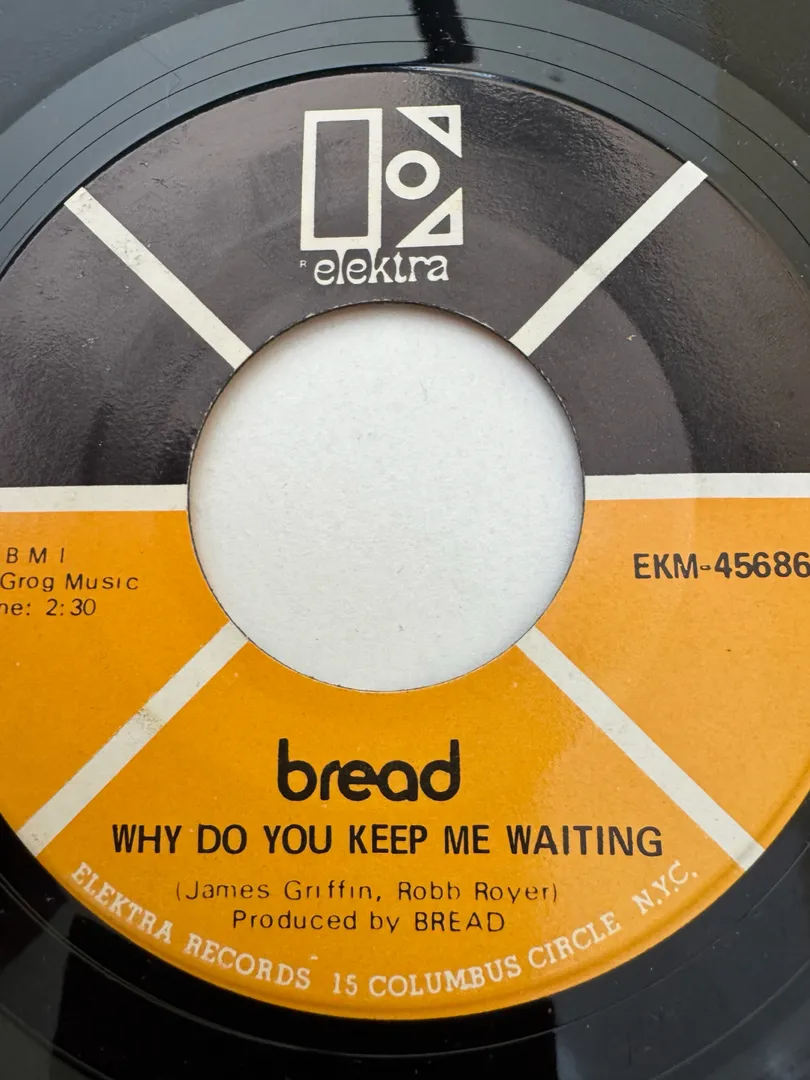 R elektra
BMI
Grog Music
2:30
EKM-45686
bread
WHY DO YOU KEEP ME WAITING
(James Griffin, Robb Royer)
Produced by BREAD
ELEKTRA RECORDS 15 COLUMBUS CIRCLE N.Y.C.